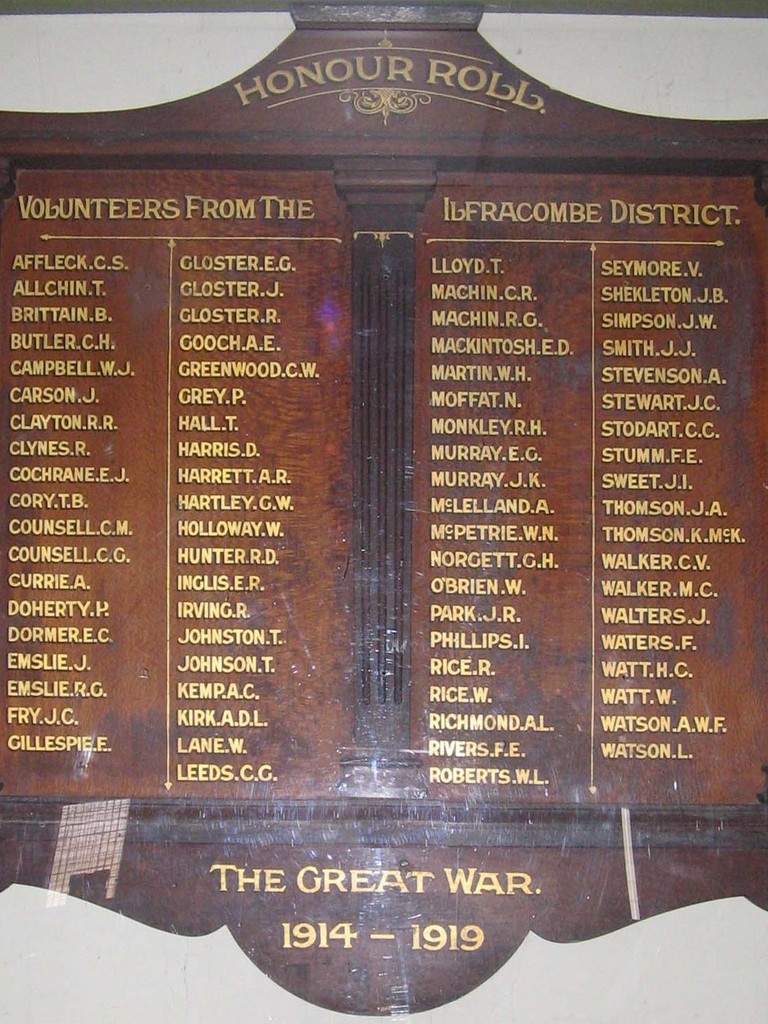 HONOUR ROLL.
VOLUNTEERS FROM THE
AFFLECK.C.S.
ALLCHIN.T.
BRITTAIN.B.
BUTLER.C.H.
CAMPBELL.W.J.
CARSON.J.
CLAYTON.R.R.
CLYNES.R.
COCHRANE.E.J.
CORY.T.B.
COUNSELL.C.M.
COUNSELL.C.G.
CURRIE.A.
DOHERTY.P.
DORMER.E.C.
EMSLIE.J.
EMSLIE.R.G.
FRY.J.C.
GILLESPIE.E.
GLOSTER.E.G.
GLOSTER.J.
GLOSTER.R.
GOOCH.A.E.
GREENWOOD.C.W.
GREY.P.
HALL.T.
HARRIS.D.
HARRETT.A.R.
HARTLEY.G.W.
HOLLOWAY.W.
HUNTER.R.D.
INGLIS.E.R.
IRVING.R.
JOHNSTON.T.
JOHNSON.T.
KEMP.A.C.
KIRK.A.D.L.
LANE.W.
LEEDS.C.G.
ILFRACOMBE DISTRICT.
LLOYD.T.
MACHIN.C.R.
MACHIN.R.G.
MACKINTOSH.E.D.
MARTIN.W.H.
MOFFAT.N.
MONKLEY.R.H.
MURRAY.E.G.
MURRAY.J.K.
McLELLAND.A.
McPETRIE.W.N.
NORGETT.G.H.
O'BRIEN.W.
PARK.J.R.
PHILLIPS.I.
RICE.R.
RICE.W.
RICHMOND.A.L.
RIVERS.F.E.
ROBERTS.W.L.
SEYMORE.V.
SHEKLETON.J.B.
SIMPSON.J.W.
SMITH.J.J.
STEVENSON.A.
STEWART.J.C.
STODART.C.C.
STUMM.F.E.
SWEET.J.I.
THOMSON.J.A.
THOMSON.K.McK.
WALKER.C.V.
WALKER.M.C.
WALTERS.J.
WATERS.F.
WATT.H.C.
WATT.W.
WATSON.A.W.F.
WATSON.L.
THE GREAT WAR.
1914 – 1919